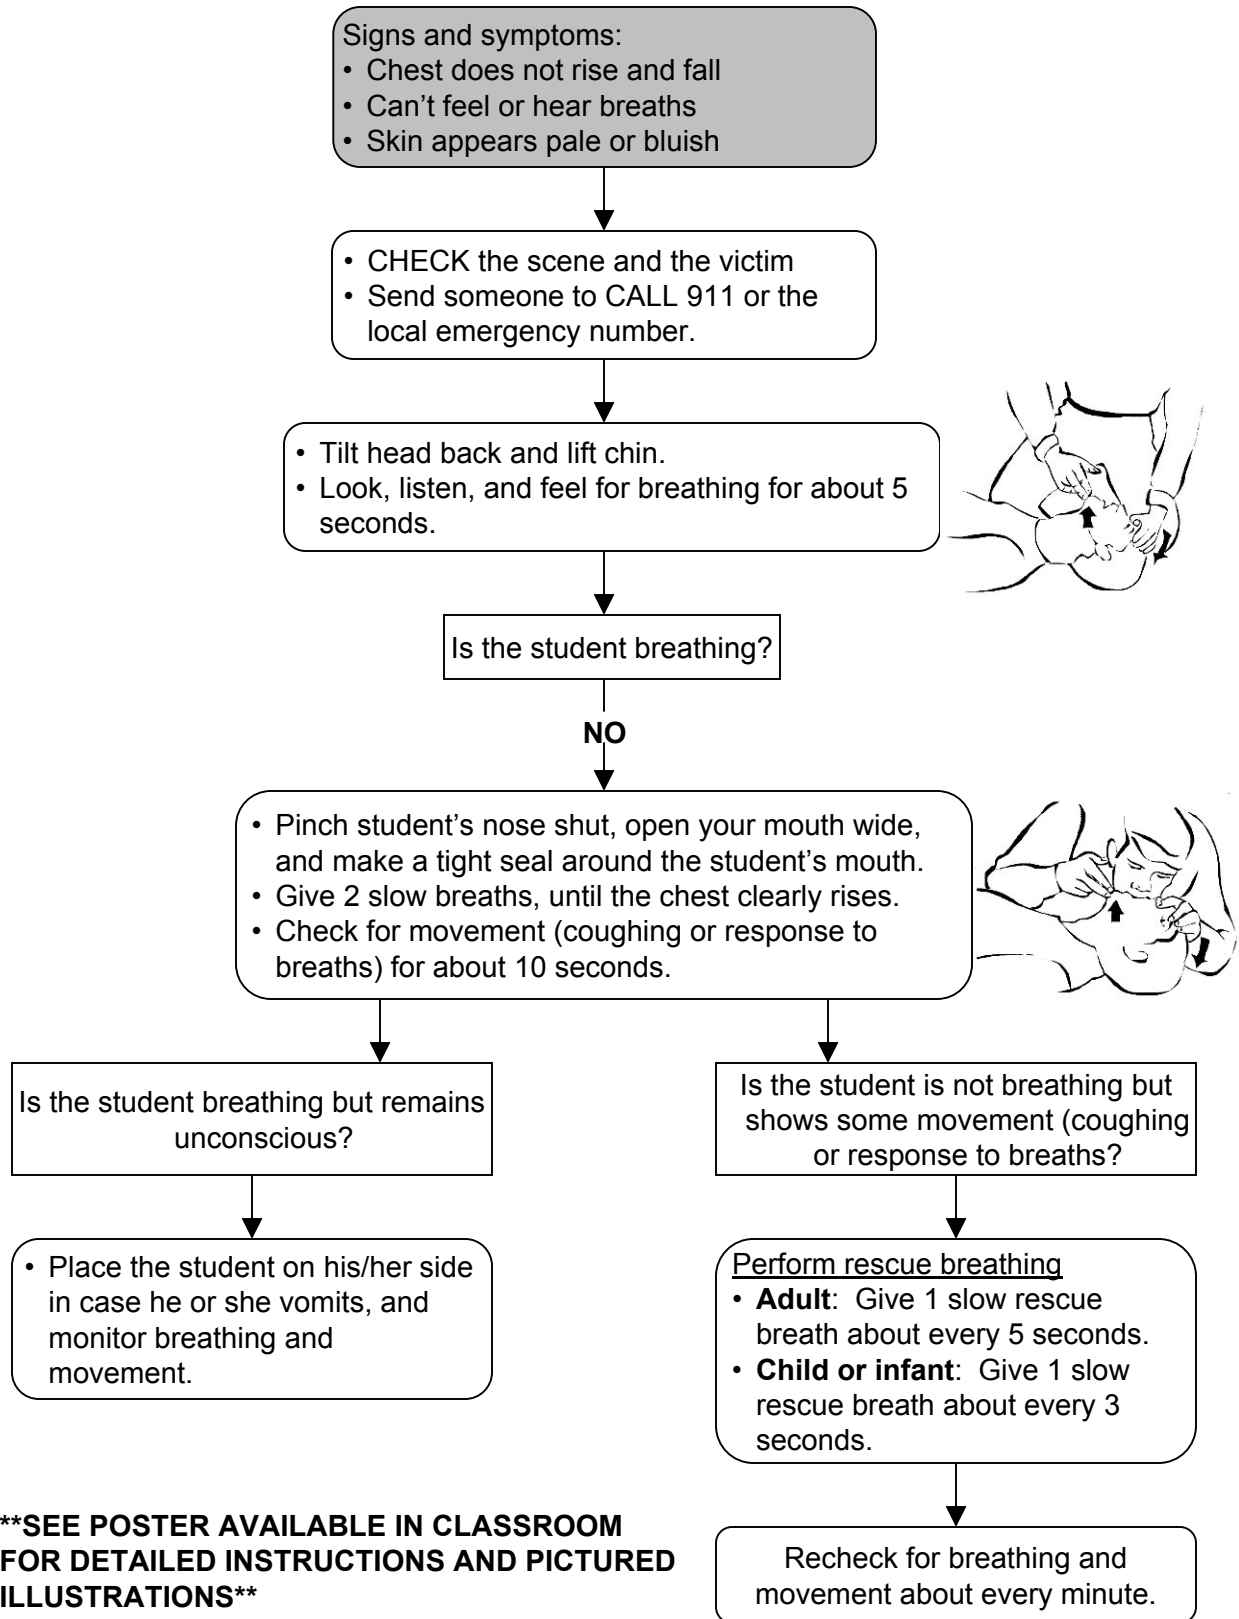 Signs and symptoms:
• Chest does not rise and fall
• Can't feel or hear breaths
• Skin appears pale or bluish
• CHECK the scene and the victim
• Send someone to CALL 911 or the
local emergency number.
• Tilt head back and lift chin.
• Look, listen, and feel for breathing for about 5
seconds.
Is the student breathing?
NO
• Pinch student's nose shut, open your mouth wide,
and make a tight seal around the student's mouth.
• Give 2 slow breaths, until the chest clearly rises.
• Check for movement (coughing or response to
breaths) for about 10 seconds.
Is the student breathing but remains
unconscious?
• Place the student on his/her side
in case he or she vomits, and
monitor breathing and
movement.
Is the student is not breathing but
shows some movement (coughing
or response to breaths?
Perform rescue breathing
• Adult: Give 1 slow rescue
breath about every 5 seconds.
• Child or infant: Give 1 slow
rescue breath about every 3
seconds.
Recheck for breathing and
movement about every minute.
**SEE POSTER AVAILABLE IN CLASSROOM
FOR DETAILED INSTRUCTIONS AND PICTURED
ILLUSTRATIONS**